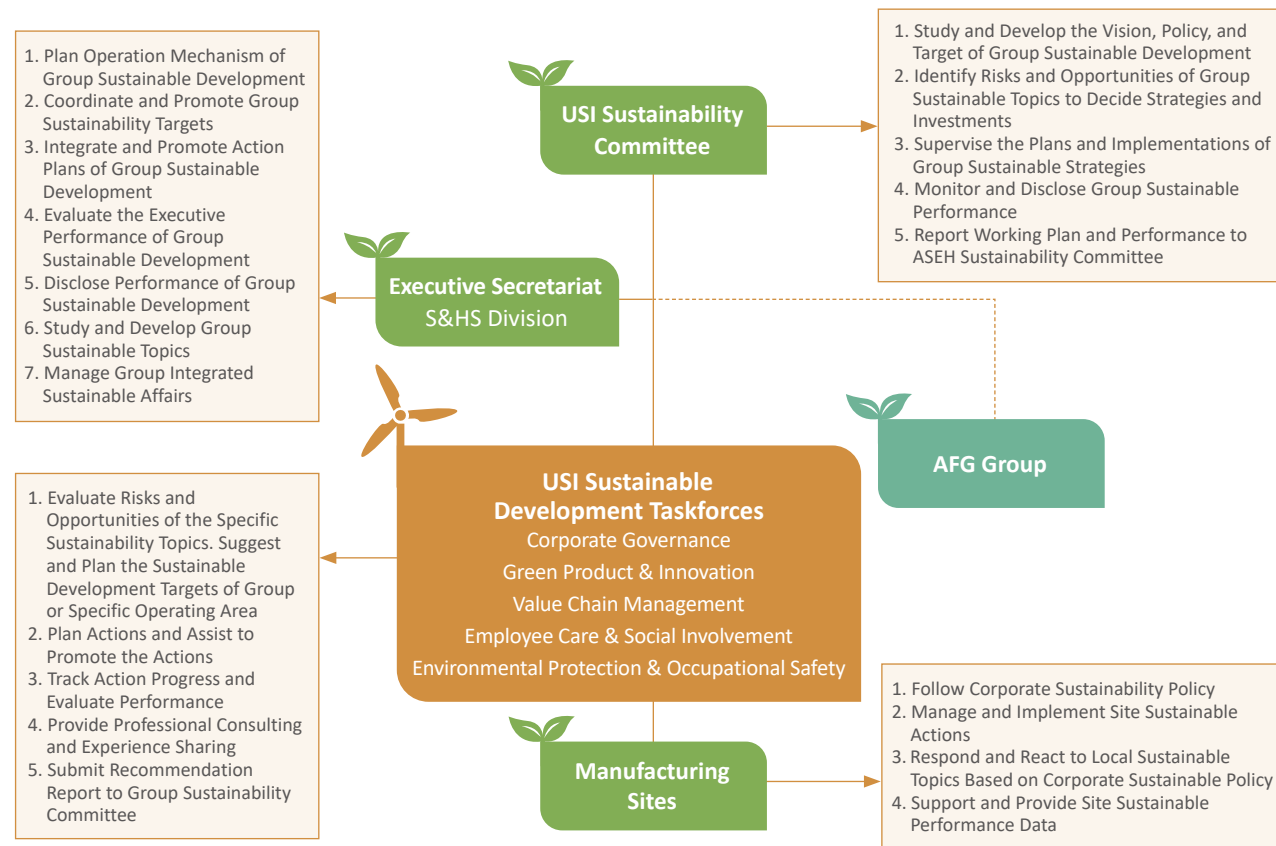 1. Plan Operation Mechanism of
Group Sustainable Development
2. Coordinate and Promote Group
Sustainability Targets
3. Integrate and Promote Action
Plans of Group Sustainable
Development
4. Evaluate the Executive
Performance of Group
Sustainable Development
5. Disclose Performance of Group
Sustainable Development
6. Study and Develop Group
Sustainable Topics
7. Manage Group Integrated
Sustainable Affairs
USI Sustainability
Committee
1. Study and Develop the Vision, Policy, and
Target of Group Sustainable Development
2. Identify Risks and Opportunities of Group
Sustainable Topics to Decide Strategies and
Investments
3. Supervise the Plans and Implementations of
Group Sustainable Strategies
4. Monitor and Disclose Group Sustainable
Performance
5. Report Working Plan and Performance to
ASEH Sustainability Committee
Executive Secretariat
S&HS Division
AFG Group
1. Evaluate Risks and
Opportunities of the Specific
Sustainability Topics. Suggest
and Plan the Sustainable
Development Targets of Group
or Specific Operating Area
2. Plan Actions and Assist to
Promote the Actions
3. Track Action Progress and
Evaluate Performance
4. Provide Professional Consulting
and Experience Sharing
5. Submit Recommendation
Report to Group Sustainability
Committee
USI Sustainable
Development Taskforces
Corporate Governance
Green Product & Innovation
Value Chain Management
Employee Care & Social Involvement
Environmental Protection & Occupational Safety
Manufacturing
Sites
1. Follow Corporate Sustainability Policy
2. Manage and Implement Site Sustainable
Actions
3. Respond and React to Local Sustainable
Topics Based on Corporate Sustainable Policy
4. Support and Provide Site Sustainable
Performance Data